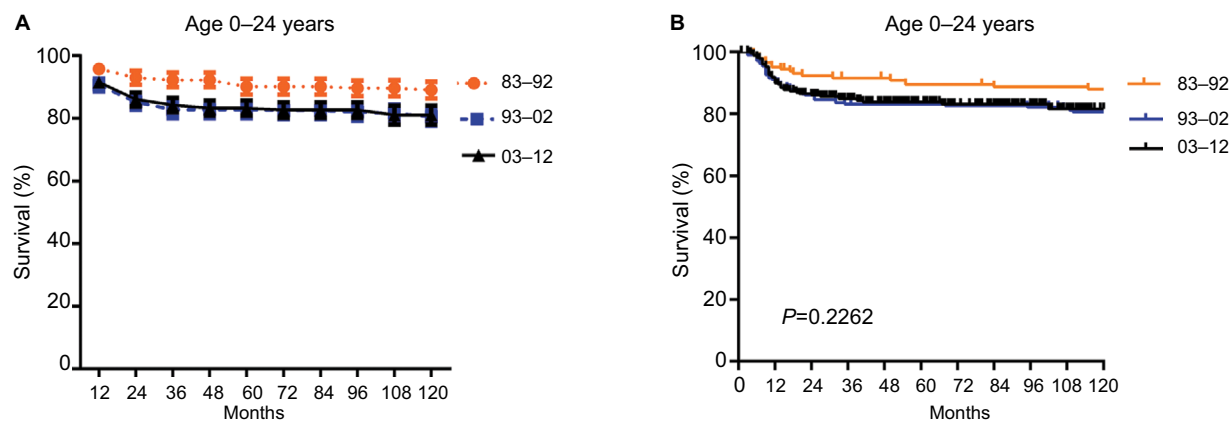 A
Age 0–24 years
100
80
60
40
20
0
Survival (%)
12 24 36 48 60 72 84 96 108 120
Months
83–92
93–02
03–12
B
Age 0–24 years
100
80
60
40
20
0
Survival (%)
P=0.2262
0 12 24 36 48 60 72 84 96 108 120
Months
83–92
93–02
03–12